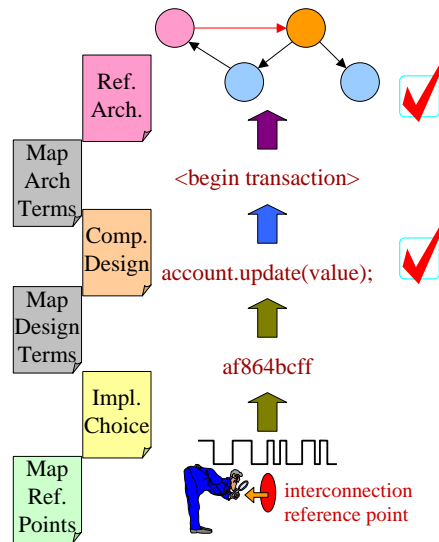 Ref.
Arch.
Map
Arch
Terms
<begin transaction>
Comp.
Design
account.update(value);
Map
Design
Terms
af864bcff
Impl.
Choice
Map
Ref.
Points
interconnection
reference point